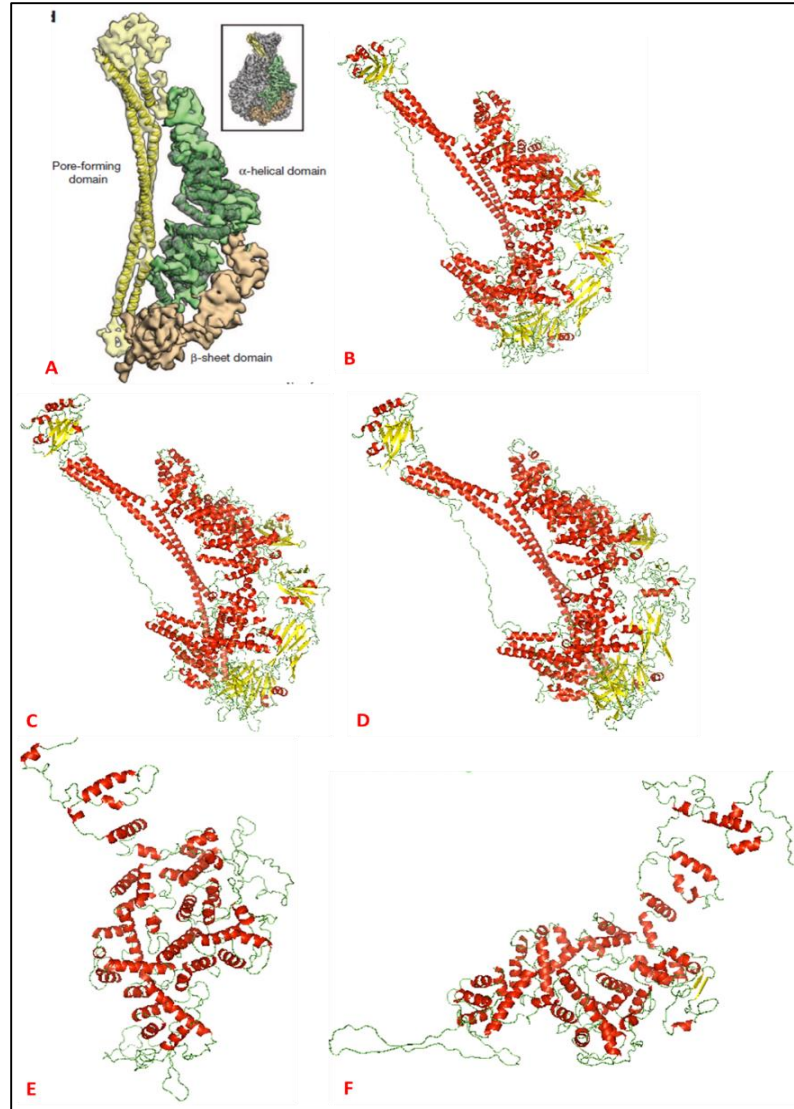 d
Pore-forming
domain
α-helical domain
β-sheet domain
A
B
C
D
E
F